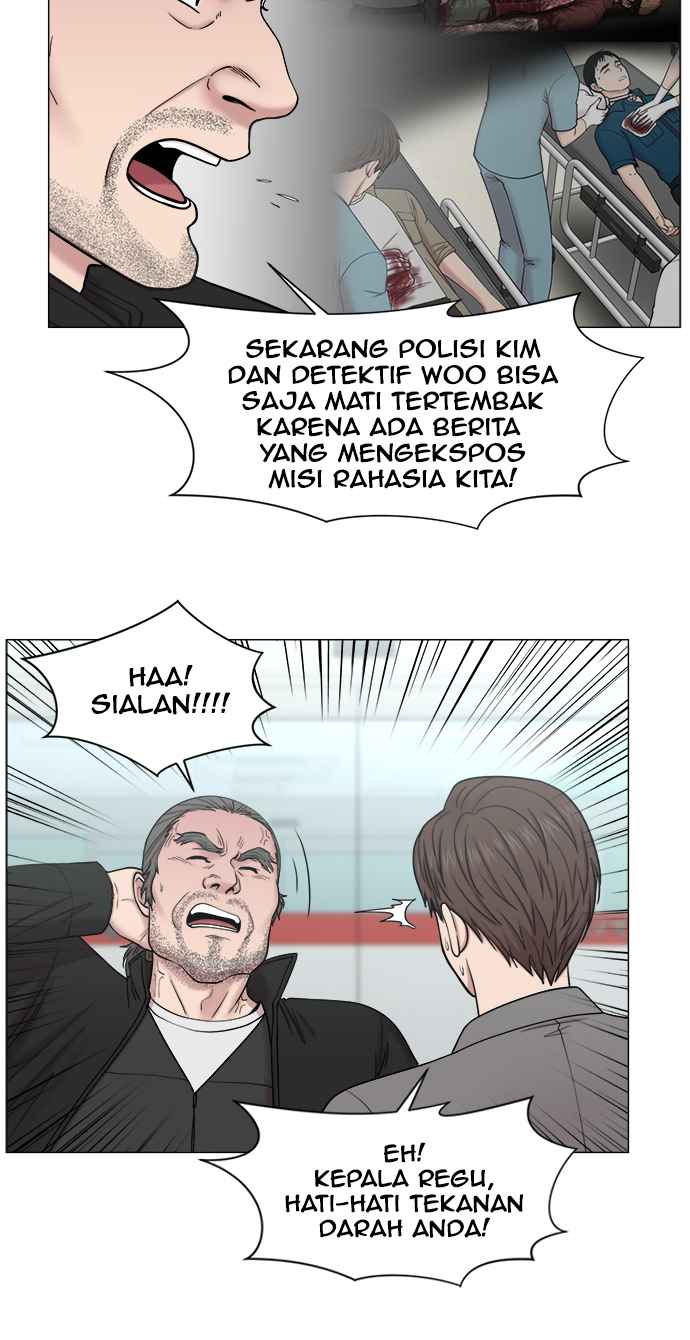 SEKARANG POLISI KIM
DAN DETEKTIF WOO BISA
SAJA MATI TERTEMBAK
KARENA ADA BERITA
YANG MENGEKSPOS
MISI RAHASIA KITA!
HAA!
SIALAN!!!!
EH!
KEPALA REGU,
HATI-HATI TEKANAN
DARAH ANDA!